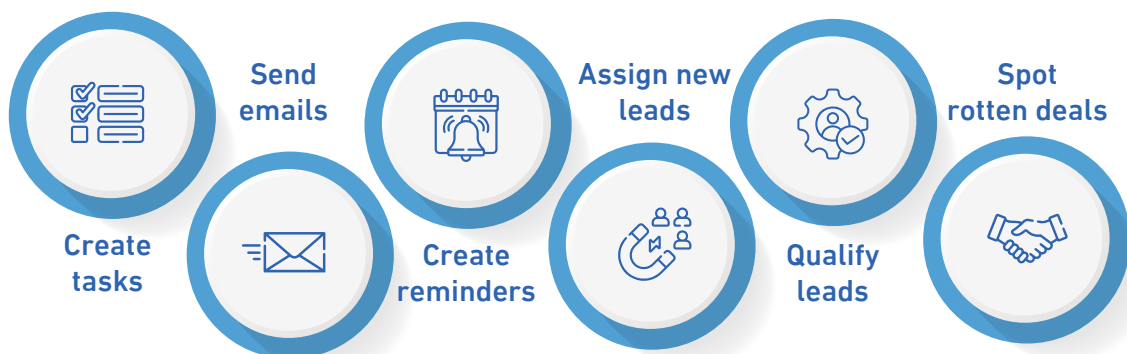 Create
tasks
Send
emails
Create
reminders
Assign new
leads
Qualify
leads
Spot
rotten deals